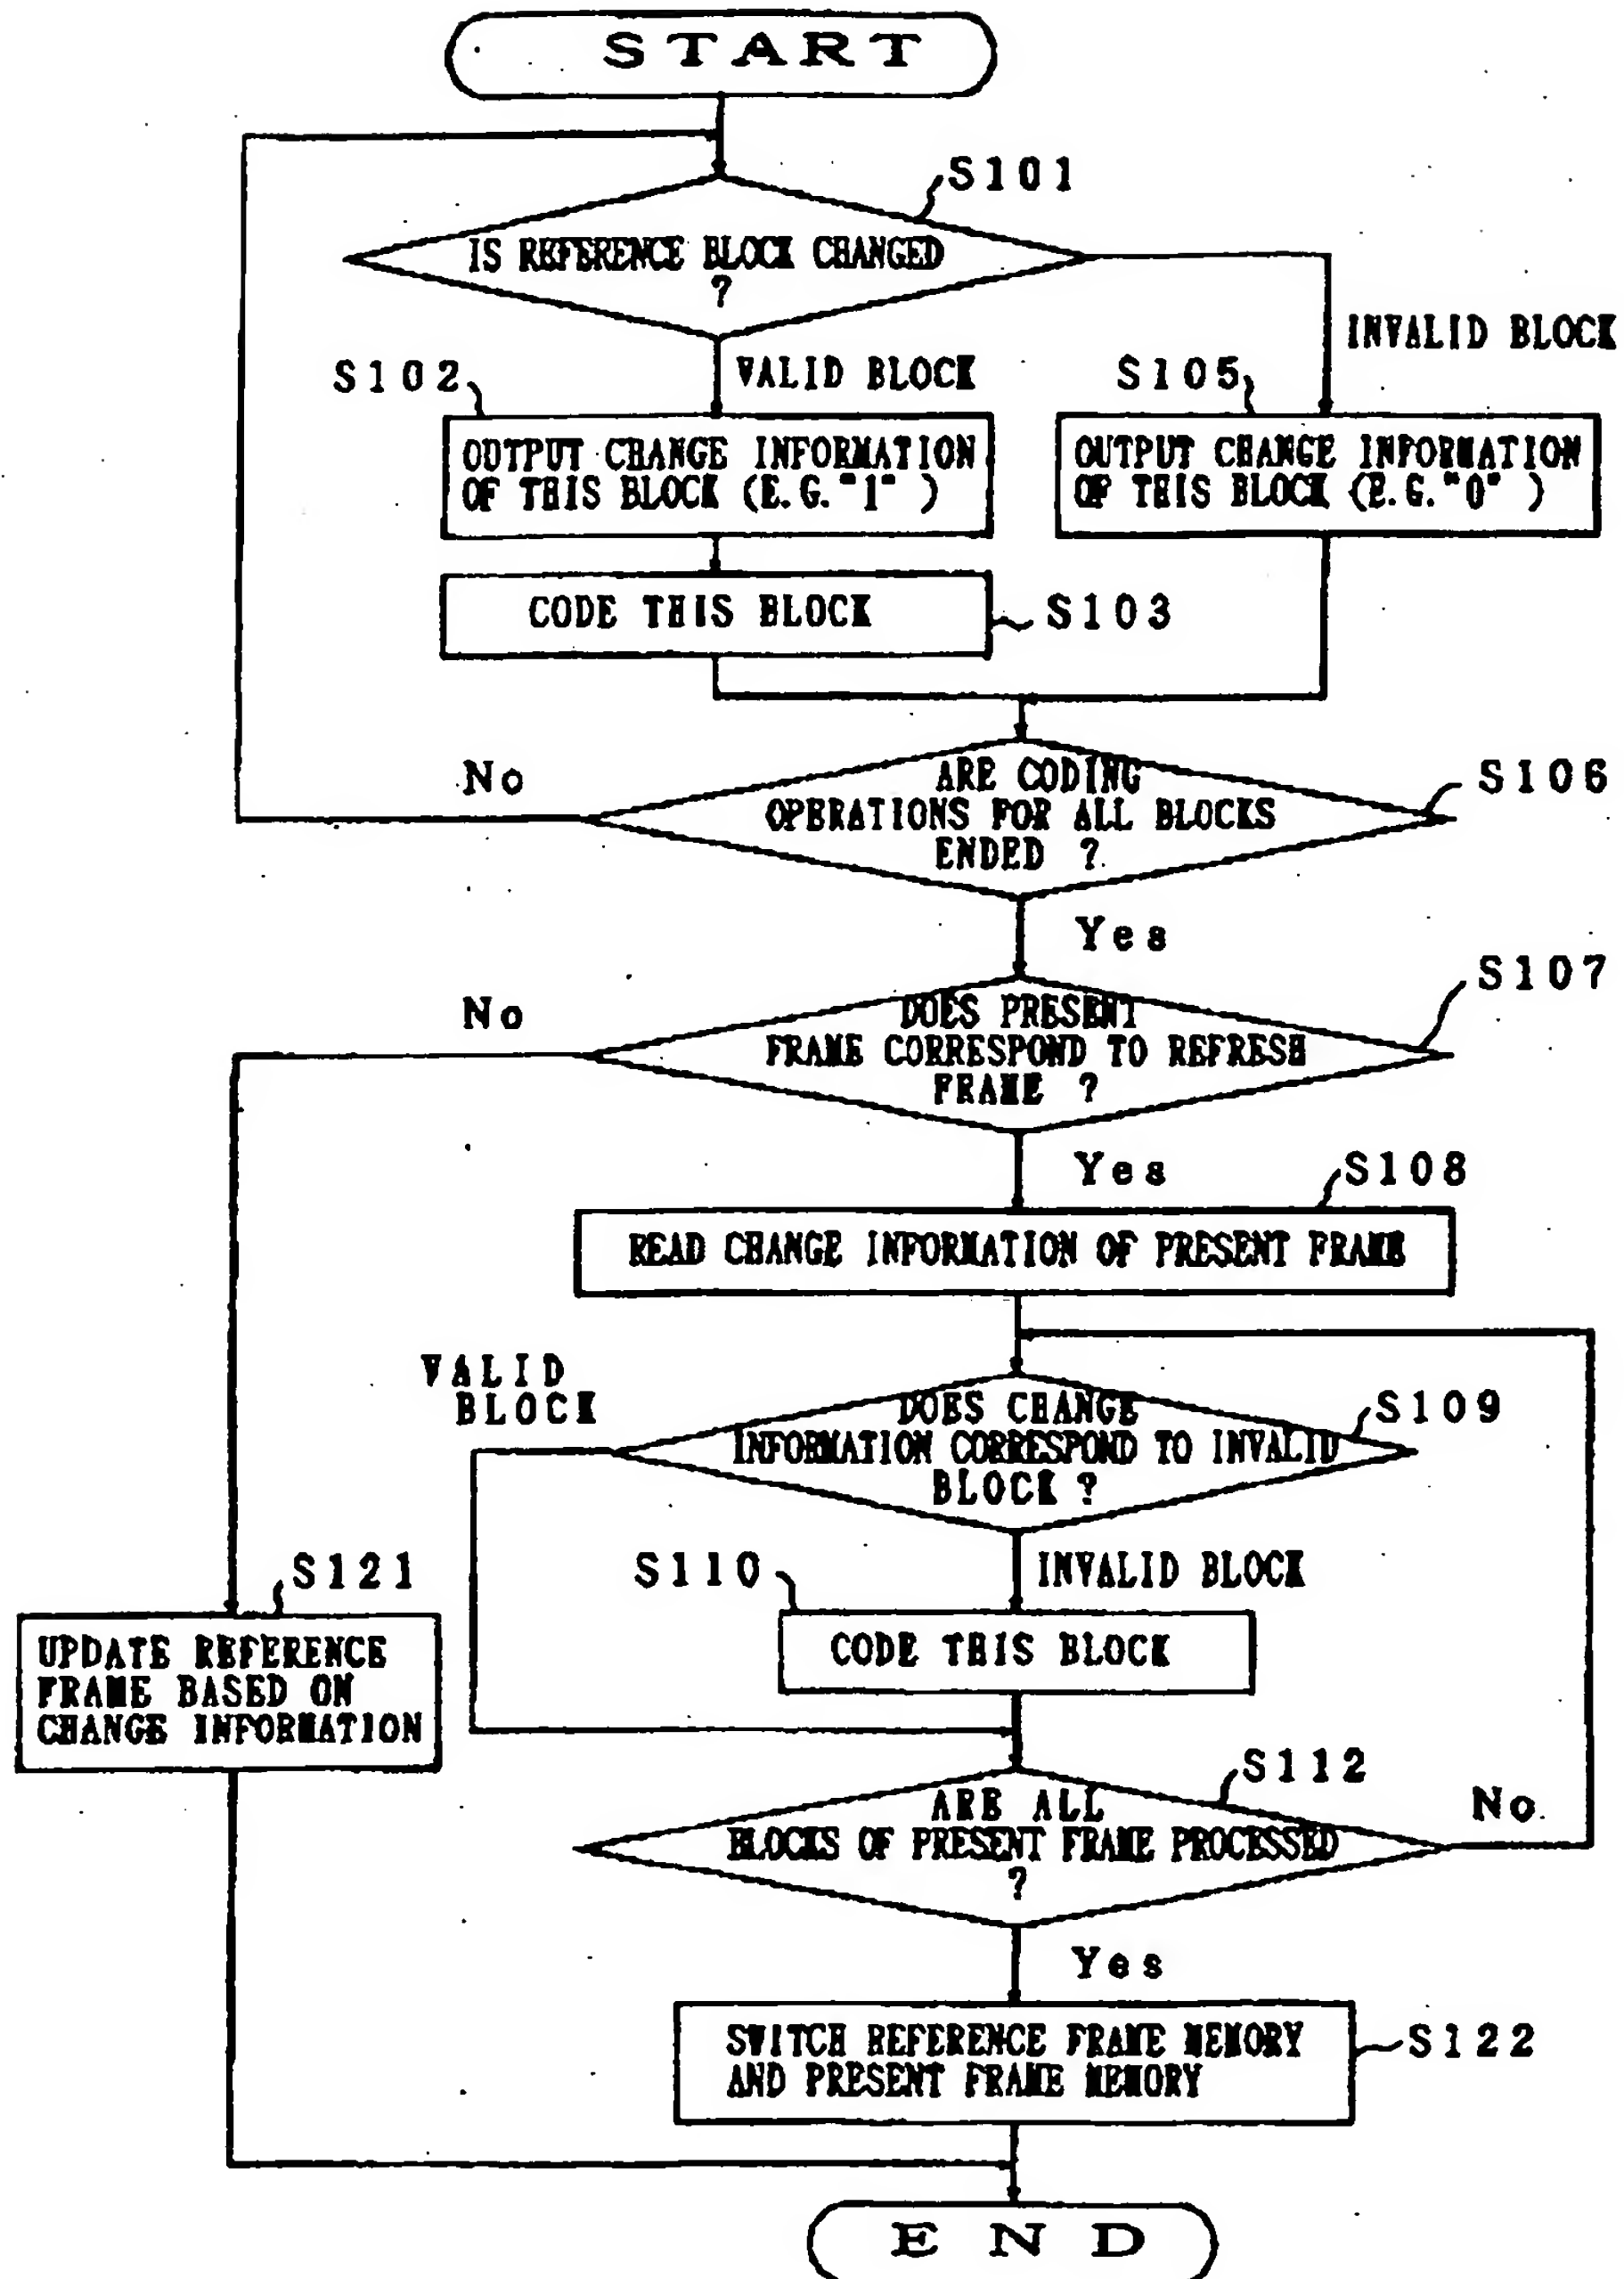 START
S101
IS REFERENCE BLOCK CHANGED
?
INVALID BLOCK
S102
VALID BLOCK
S105
OUTPUT CHANGE INFORMATION
OF THIS BLOCK (E.G."1" )
OUTPUT CHANGE INFORMATION
OF THIS BLOCK (E.G."0" )
CODE THIS BLOCK
S103
No
ARE CODING
OPERATIONS FOR ALL BLOCKS
ENDED ?
S106
Yes
S107
No
DOES PRESENT
FRAME CORRESPOND TO REFRESH
FRAME ?
Yes
S108
READ CHANGE INFORMATION OF PRESENT FRAME
VALID
BLOCK
DOES CHANGE
INFORMATION CORRESPOND TO INVALID
BLOCK ?
S109
S110
INVALID BLOCK
S121
CODE THIS BLOCK
UPDATE REFERENCE
FRAME BASED ON
CHANGE INFORMATION
S112
ARE ALL
BLOCKS OF PRESENT FRAME PROCESSED
?
No
Yes
SWITCH REFERENCE FRAME MEMORY
AND PRESENT FRAME MEMORY
S122
END